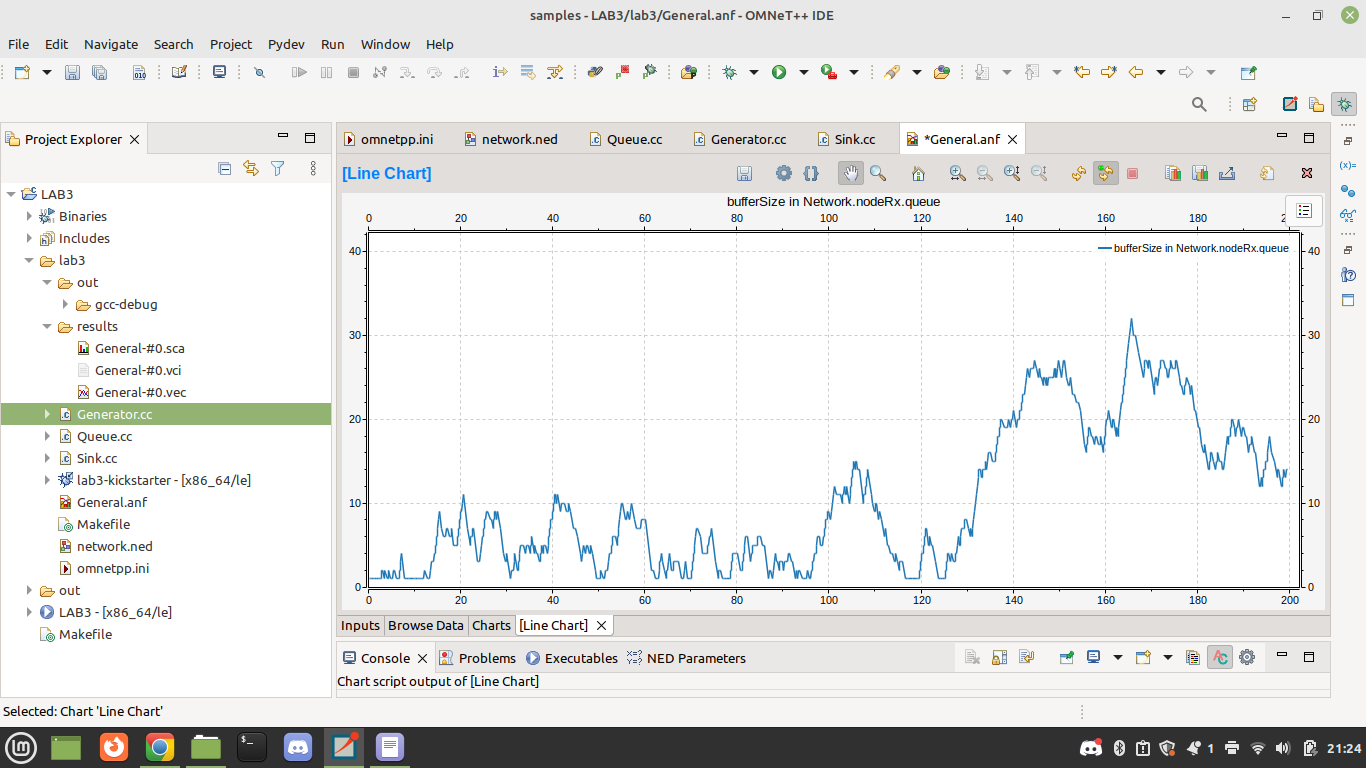 samples - LAB3/lab3/General.anf - OMNeT++ IDE
File Edit Navigate Search Project Pydev Run Window Help
Project Explorer
omnetpp.ini network.ned Queue.cc Generator.cc Sink.cc *General.anf
[Line Chart]
LAB3
Binaries
Includes
lab3
out
gcc-debug
results
General-#0.sca
General-#0.vci
General-#0.vec
Generator.cc
Queue.cc
Sink.cc
lab3-kickstarter - [x86_64/le]
General.anf
Makefile
network.ned
omnetpp.ini
out
LAB3 - [x86_64/le]
Makefile
bufferSize in Network.nodeRx.queue
0 20 40 60 80 100 120 140 160 180
bufferSize in Network.nodeRx.queue
40 40
30 30
20 20
10 10
0 0
0 20 40 60 80 100 120 140 160 180 200
Inputs Browse Data Charts [Line Chart]
Console Problems Executables NED Parameters
Chart script output of [Line Chart]
Selected: Chart 'Line Chart'
1 21:24